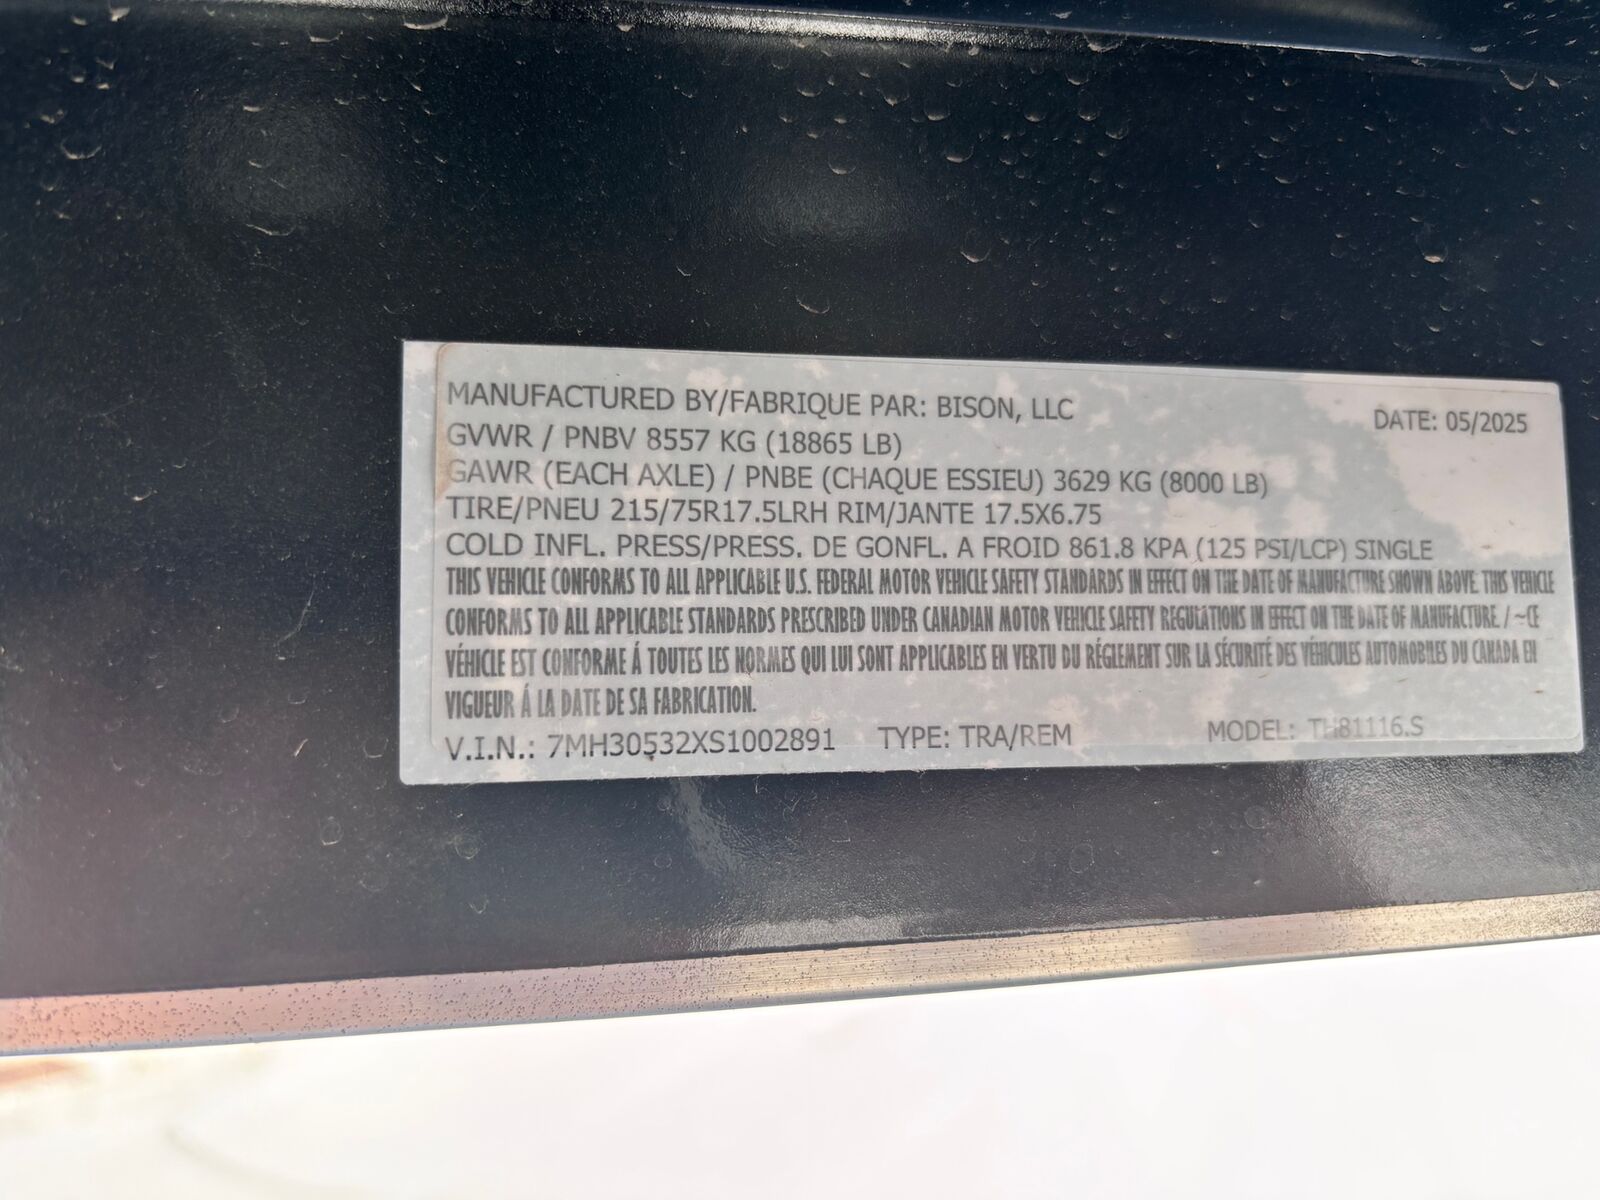 MANUFACTURED BY/FABRIQUE PAR: BISON, LLC
DATE: 05/2025
GVWR / PNBV 8557 KG (18865 LB)
GAWR (EACH AXLE) / PNBE (CHAQUE ESSIEU) 3629 KG (8000 LB)
TIRE/PNEU 215/75R17.5LRH RIM/JANTE 17.5X6.75
COLD INFL. PRESS/PRESS. DE GONFL. A FROID 861.8 KPA (125 PSI/LCP) SINGLE
THIS VEHICLE CONFORMS TO ALL APPLICABLE U.S. FEDERAL MOTOR VEHICLE SAFETY STANDARDS IN EFFECT ON THE DATE OF MANUFACTURE SHOWN ABOVE. THIS VEHICLE
CONFORMS TO ALL APPLICABLE STANDARDS PRESCRIBED UNDER CANADIAN MOTOR VEHICLE SAFETY REGULATIONS IN EFFECT ON THE DATE OF MANUFACTURE. / ~CE
VÉHICLE EST CONFORME Á TOUTES LES NORMES QUI LUI SONT APPLICABLES EN VERTU DU RÉGLEMENT SUR LA SÉCURITÉ DES VÉHICULES AUTOMOBILES DU CANADA EN
VIGUEUR Á LA DATE DE SA FABRICATION.
V.I.N.: 7MH30532XS1002891 TYPE: TRA/REM MODEL: TH81116.S